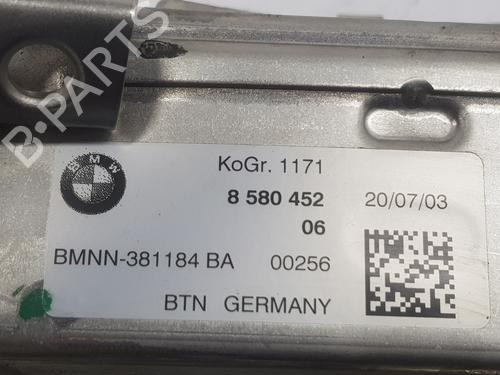 B-PARTS
BMW
KoGr. 1171
8 580 452 20/07/03
06
BMNN-381184 BA 00256
BTN GERMANY